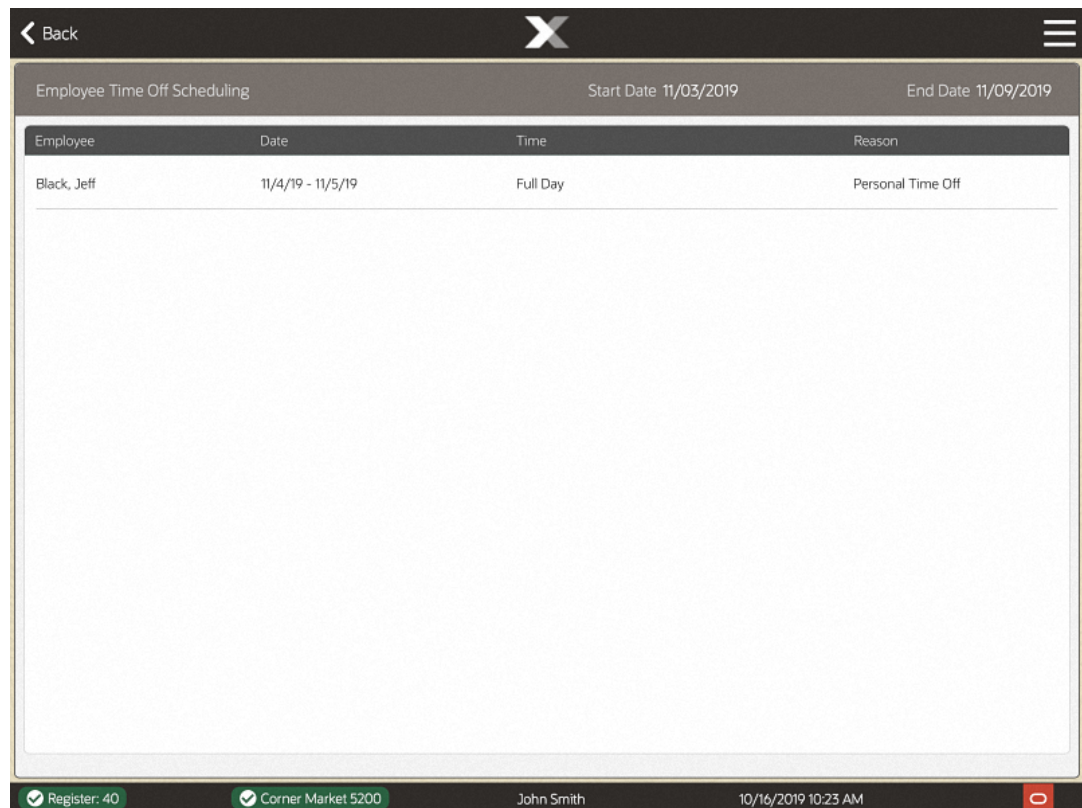 Back
Employee Time Off Scheduling Start Date 11/03/2019 End Date 11/09/2019
Employee Date Time Reason
Black, Jeff 11/4/19 - 11/5/19 Full Day Personal Time Off
Register: 40 Corner Market 5200 John Smith 10/16/2019 10:23 AM